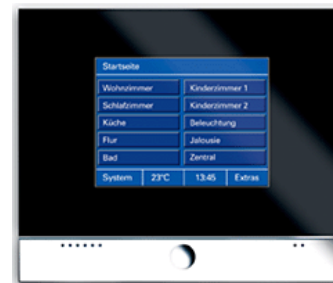 Startseite
Wohnzimmer Kinderzimmer 1
Schlafzimmer Kinderzimmer 2
Küche Beleuchtung
Flur Jalousie
Bad Zentral
System 23°C 13:45 Extras